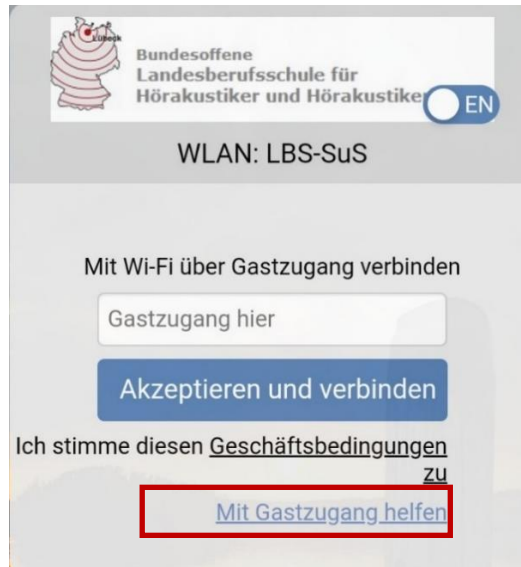 Lübeck
Bundesoffene
Landesberufsschule für
Hörakustiker und Hörakustike
EN
WLAN: LBS-SuS
Mit Wi-Fi über Gastzugang verbinden
Gastzugang hier
Akzeptieren und verbinden
Ich stimme diesen Geschäftsbedingungen
zu
Mit Gastzugang helfen